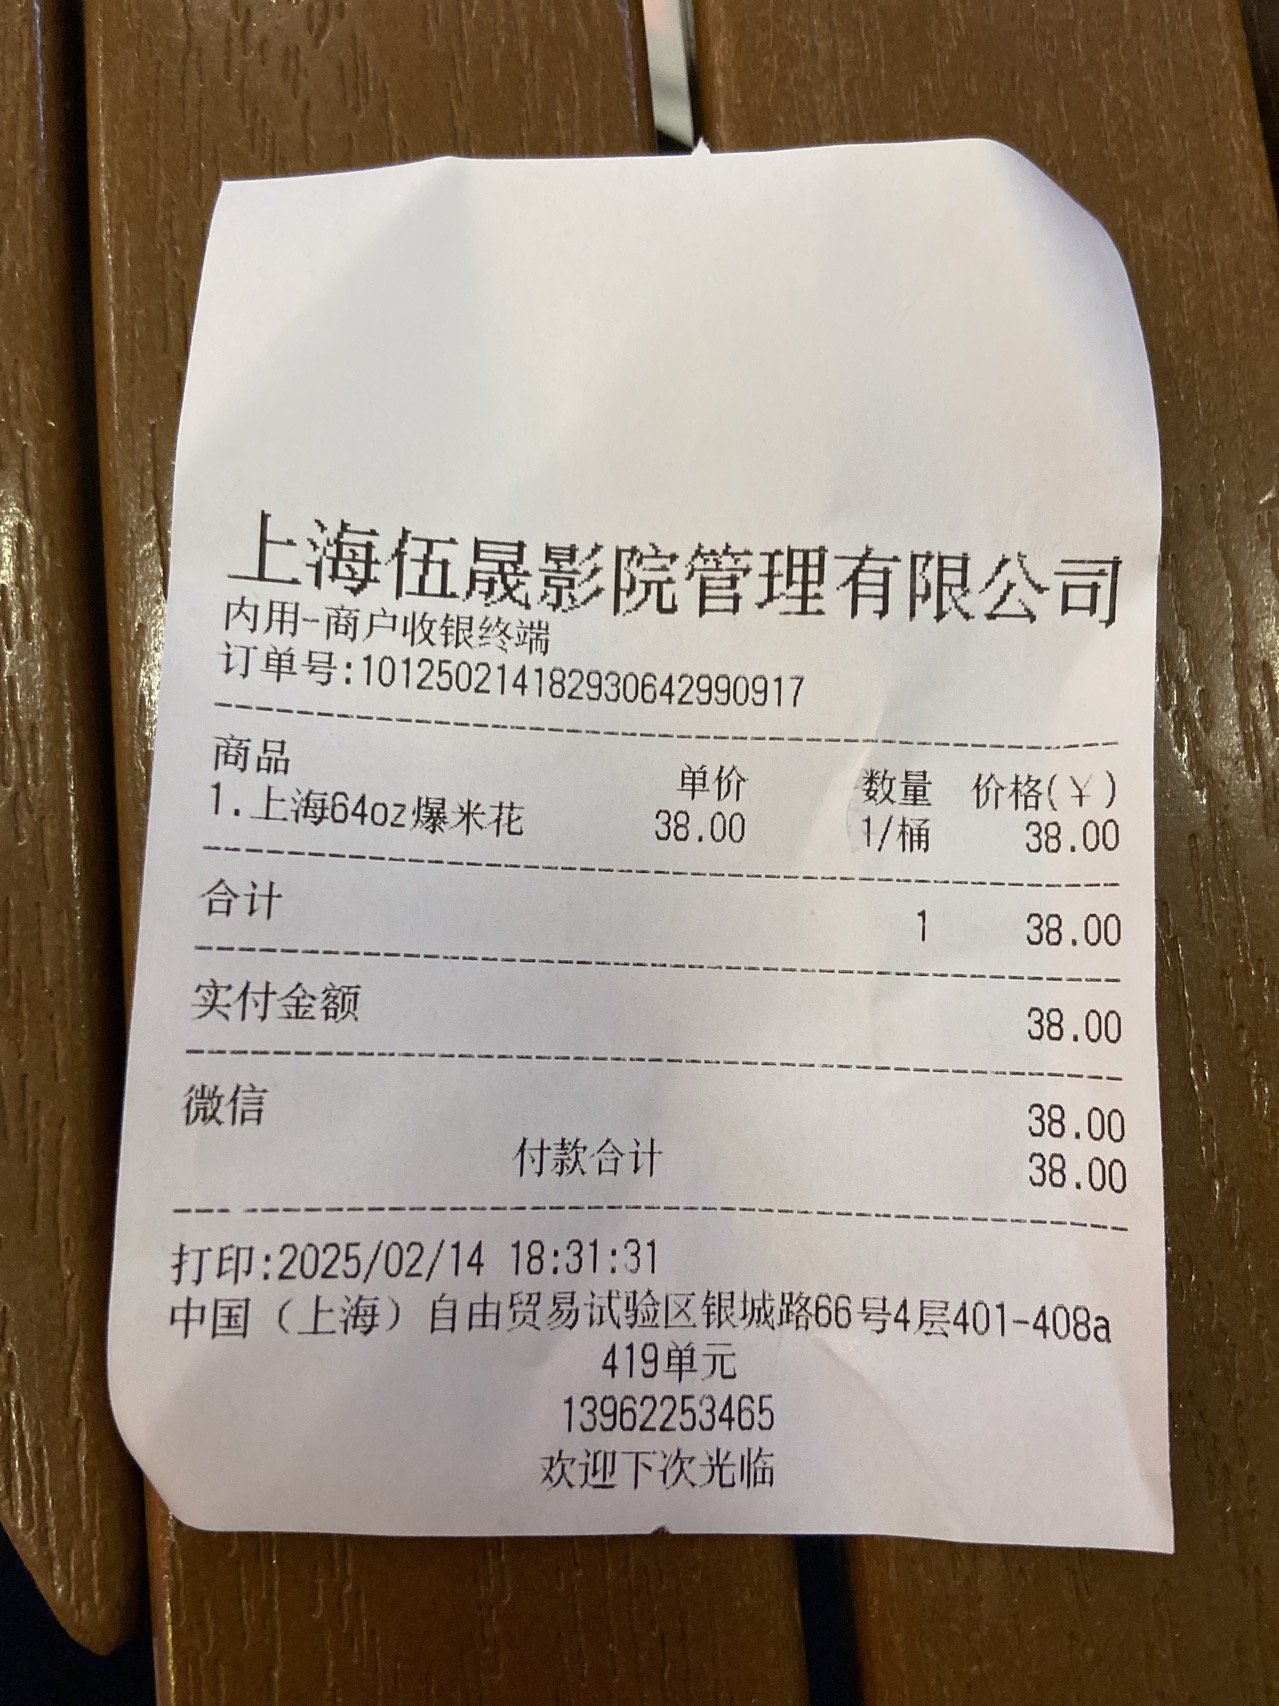 上海伍晟影院管理有限公司
内用-商户收银终端
订单号:101250214182930642990917
商品 单价 数量 价格(¥)
1.上海64oz爆米花 38.00 1/桶 38.00
合计 1 38.00
实付金额 38.00
微信 38.00
付款合计 38.00
打印:2025/02/14 18:31:31
中国（上海）自由贸易试验区银城路66号4层401-408a
419单元
13962253465
欢迎下次光临